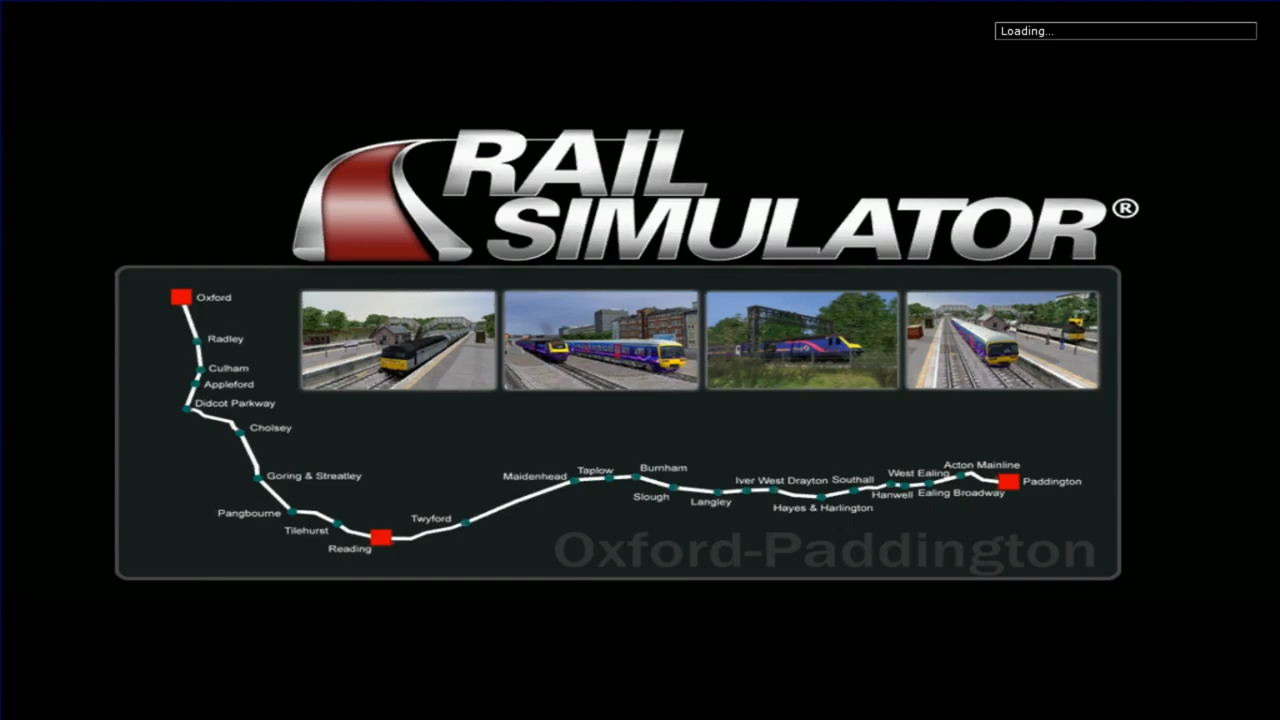 Loading...
RAIL
SIMULATOR®
Oxford
Radley
Culham
Appleford
Didcot Parkway
Cholsey
Goring & Streatley
Pangbourne
Tilehurst
Reading
Twyford
Maidenhead
Taplow
Burnham
Slough
Langley
Iver
West Drayton
Hayes & Harlington
Southall
Hanwell
West Ealing
Ealing Broadway
Acton Mainline
Paddington
Oxford-Paddington